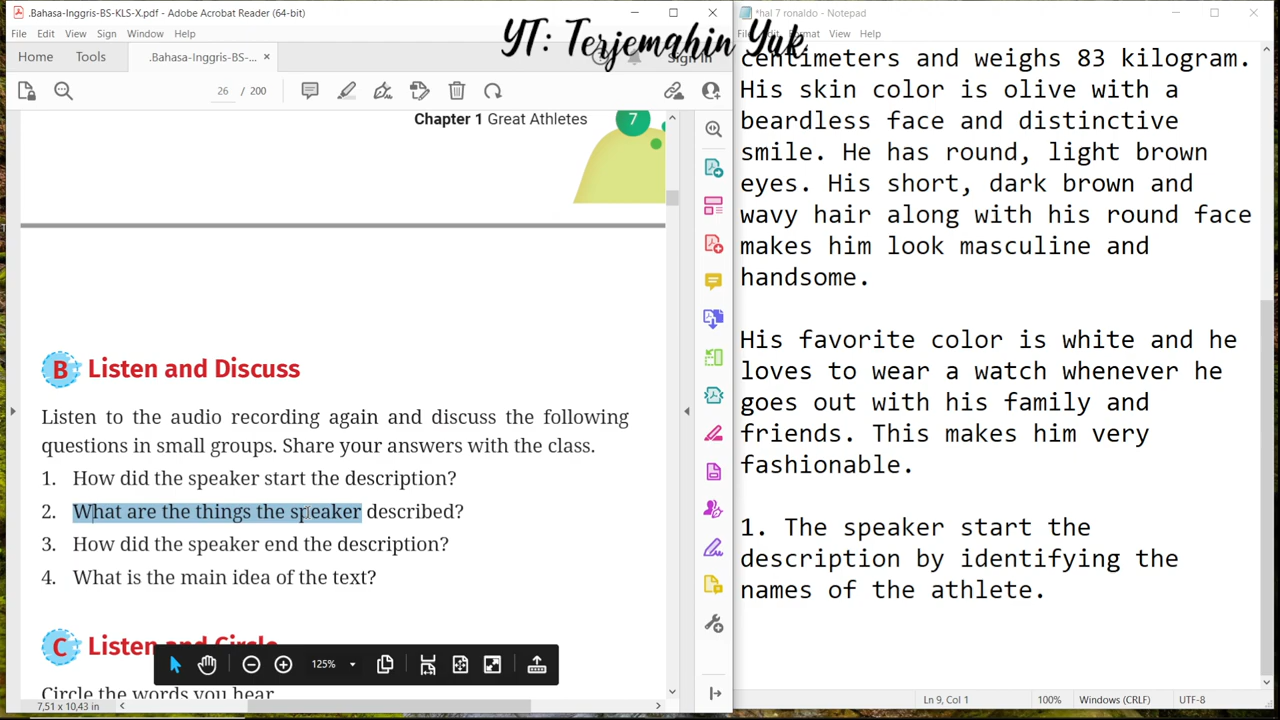 .Bahasa-Inggris-BS-KLS-X.pdf - Adobe Acrobat Reader (64-bit)
File Edit View Sign Window Help
Home Tools .Bahasa-Inggris-BS-... × Sign In
26 / 200
YT: Terjemahin Yuk
Chapter 1 Great Athletes 7
B Listen and Discuss
Listen to the audio recording again and discuss the following
questions in small groups. Share your answers with the class.
1. How did the speaker start the description?
2. What are the things the speaker described?
3. How did the speaker end the description?
4. What is the main idea of the text?
C Listen and Circle
Circle the words you hear
125%
7,51 x 10,43 in
*hal 7 ronaldo - Notepad
Format View Help
centimeters and weighs 83 kilogram.
His skin color is olive with a
beardless face and distinctive
smile. He has round, light brown
eyes. His short, dark brown and
wavy hair along with his round face
makes him look masculine and
handsome.
His favorite color is white and he
loves to wear a watch whenever he
goes out with his family and
friends. This makes him very
fashionable.
1. The speaker start the
description by identifying the
names of the athlete.
Ln 9, Col 1 100% Windows (CRLF) UTF-8